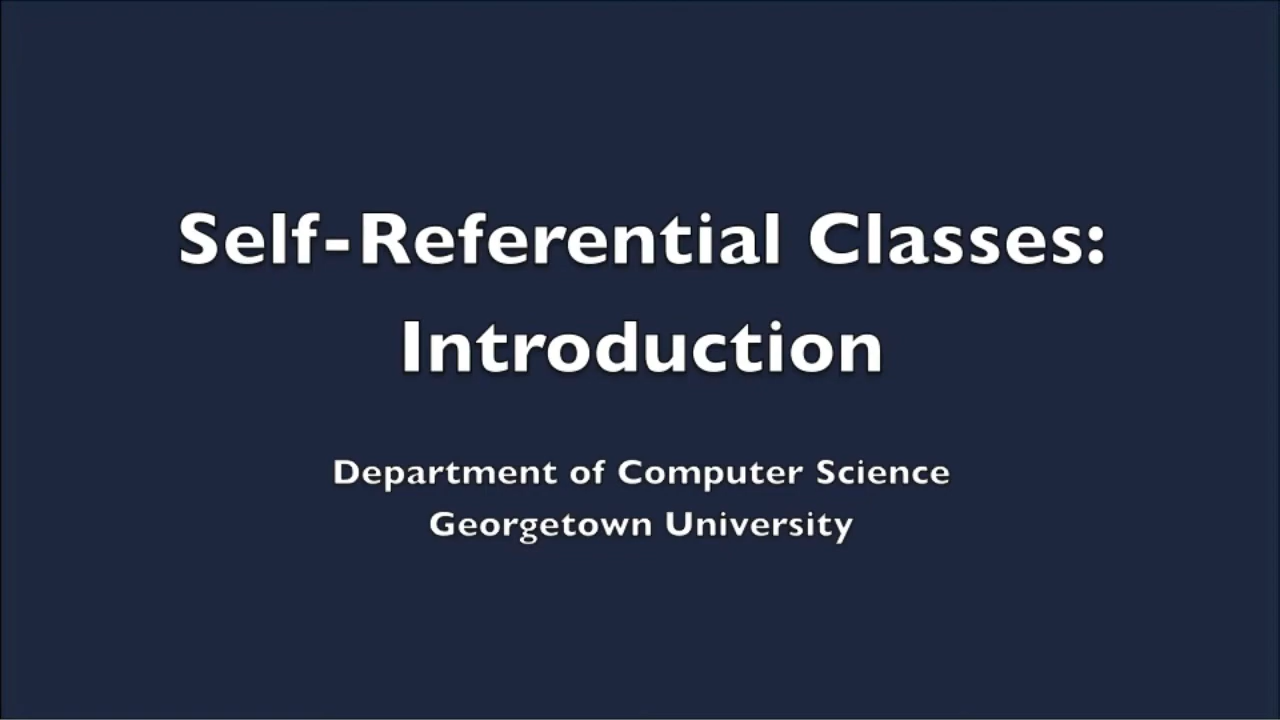 Self-Referential Classes:
Introduction
Department of Computer Science
Georgetown University